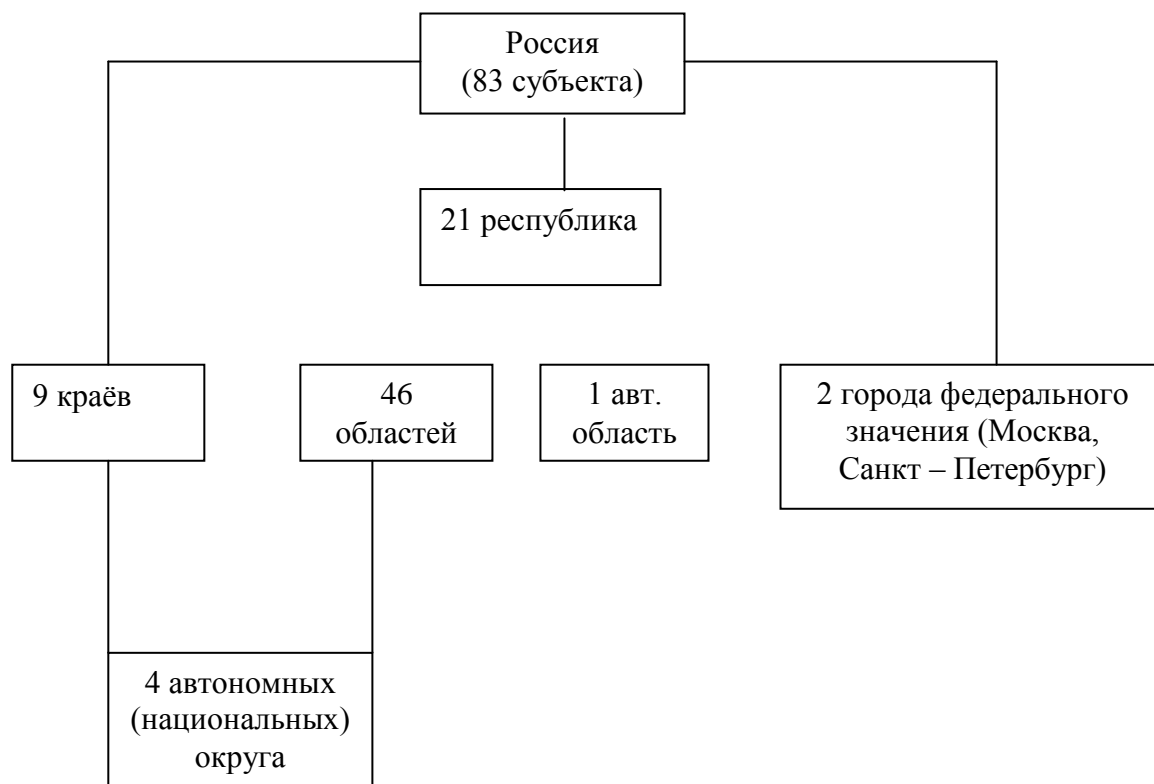 Россия
(83 субъекта)
21 республика
9 краёв
46
областей
1 авт.
область
2 города федерального
значения (Москва,
Санкт – Петербург)
4 автономных
(национальных)
округа